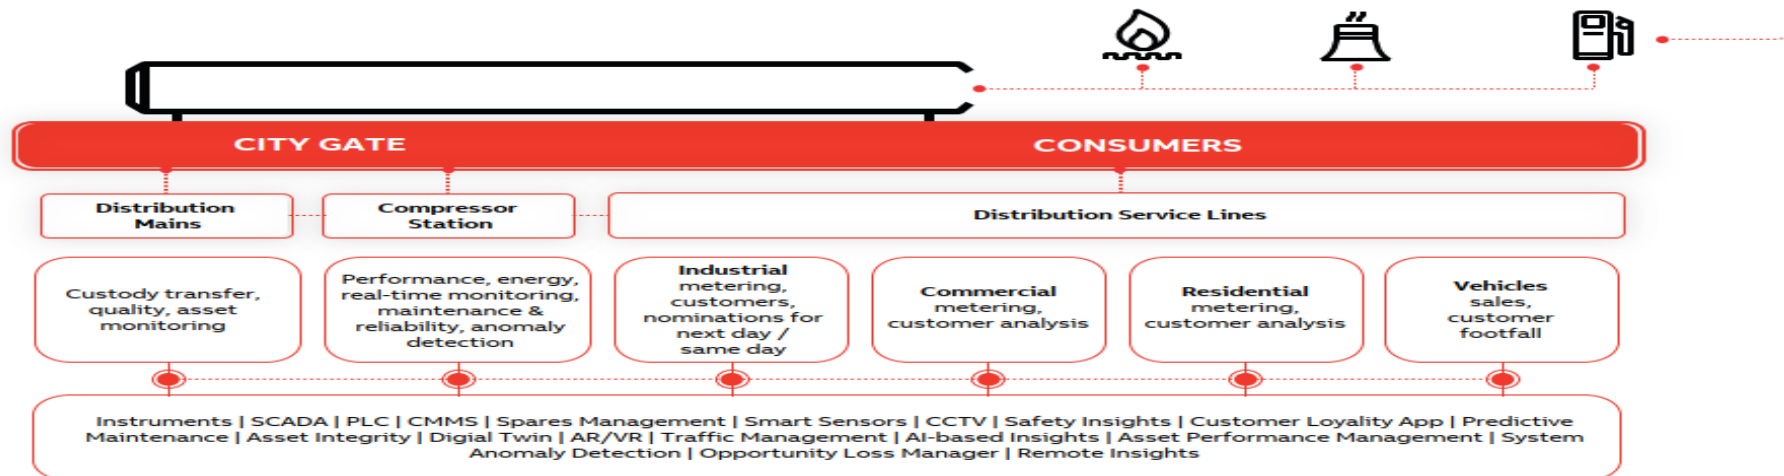 CITY GATE
CONSUMERS
Distribution
Mains
Compressor
Station
Distribution Service Lines
Custody transfer,
quality, asset
monitoring
Performance, energy,
real-time monitoring,
maintenance &
reliability, anomaly
detection
Industrial
metering,
customers,
nominations for
next day /
same day
Commercial
metering,
customer analysis
Residential
metering,
customer analysis
Vehicles
sales,
customer
footfall
Instruments | SCADA | PLC | CMMS | Spares Management | Smart Sensors | CCTV | Safety Insights | Customer Loyality App | Predictive
Maintenance | Asset Integrity | Digial Twin | AR/VR | Traffic Management | AI-based Insights | Asset Performance Management | System
Anomaly Detection | Opportunity Loss Manager | Remote Insights